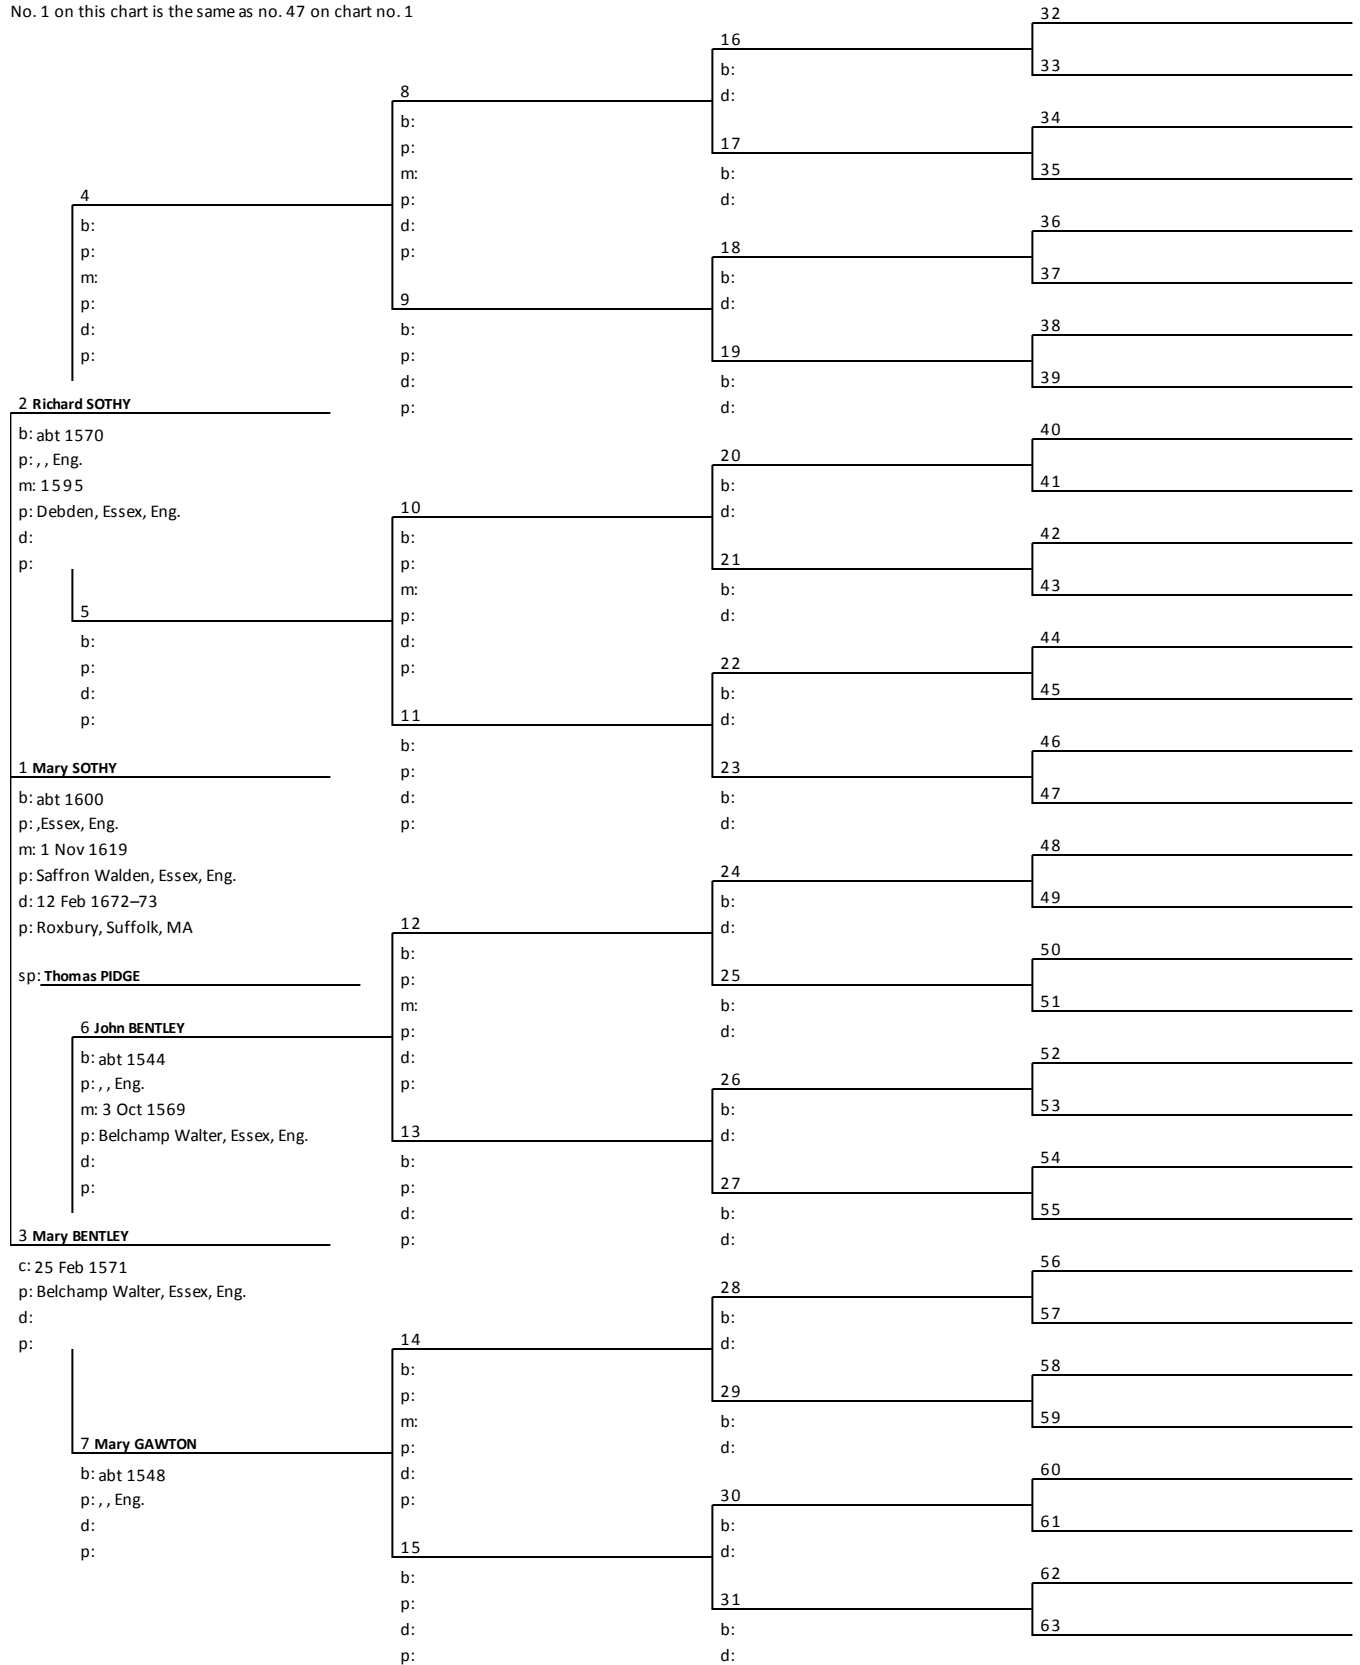 No. 1 on this chart is the same as no. 47 on chart no. 1
4
b:
p:
m:
p:
d:
p:
2 Richard SOTHY
b: abt 1570
p: , , Eng.
m: 1595
p: Debden, Essex, Eng.
d:
p:
5
b:
p:
d:
p:
1 Mary SOTHY
b: abt 1600
p: ,Essex, Eng.
m: 1 Nov 1619
p: Saffron Walden, Essex, Eng.
d: 12 Feb 1672–73
p: Roxbury, Suffolk, MA
sp: Thomas PIDGE
6 John BENTLEY
b: abt 1544
p: , , Eng.
m: 3 Oct 1569
p: Belchamp Walter, Essex, Eng.
d:
p:
3 Mary BENTLEY
c: 25 Feb 1571
p: Belchamp Walter, Essex, Eng.
d:
p:
7 Mary GAWTON
b: abt 1548
p: , , Eng.
d:
p:
8
b:
p:
m:
p:
d:
p:
9
b:
p:
d:
p:
10
b:
p:
m:
p:
d:
p:
11
b:
p:
d:
p:
12
b:
p:
m:
p:
d:
p:
13
b:
p:
d:
p:
14
b:
p:
m:
p:
d:
p:
15
b:
p:
d:
p:
16
b:
d:
17
b:
d:
18
b:
d:
19
b:
d:
20
b:
d:
21
b:
d:
22
b:
d:
23
b:
d:
24
b:
d:
25
b:
d:
26
b:
d:
27
b:
d:
28
b:
d:
29
b:
d:
30
b:
d:
31
b:
d:
32
33
34
35
36
37
38
39
40
41
42
43
44
45
46
47
48
49
50
51
52
53
54
55
56
57
58
59
60
61
62
63